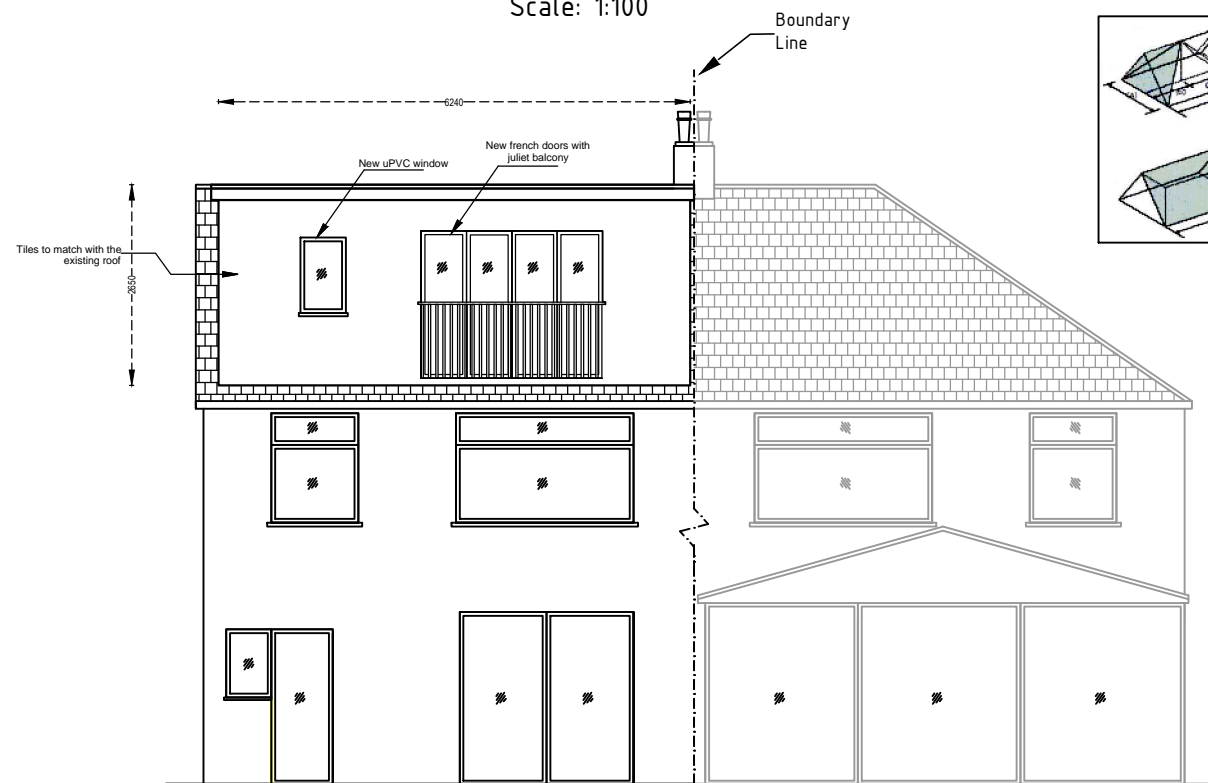 Scale: 1:100
Boundary
Line
6240
New french doors with
juliet balcony
New uPVC window
Tiles to match with the
existing roof
2650